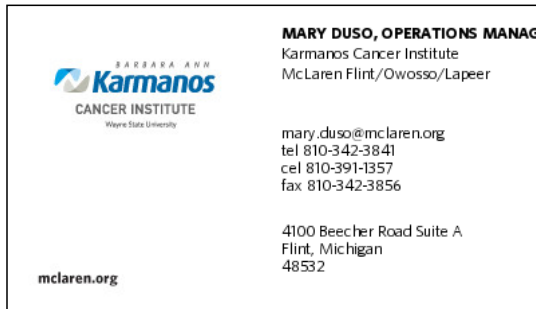 BARBARA ANN
Karmanos
CANCER INSTITUTE
Wayne State University
mclaren.org
MARY DUSO, OPERATIONS MANAG
Karmanos Cancer Institute
McLaren Flint/Owosso/Lapeer
mary.duso@mclaren.org
tel 810-342-3841
cel 810-391-1357
fax 810-342-3856
4100 Beecher Road Suite A
Flint, Michigan
48532